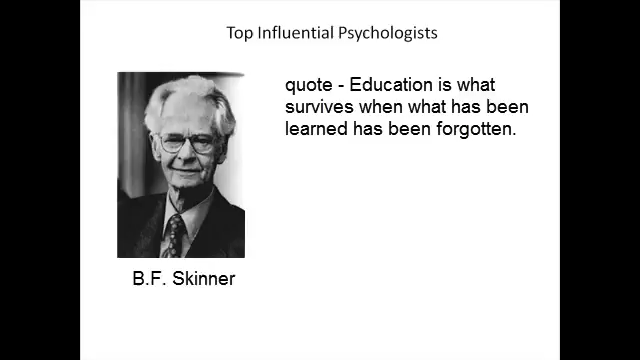 Top Influential Psychologists
quote - Education is what
survives when what has been
learned has been forgotten.
B.F. Skinner